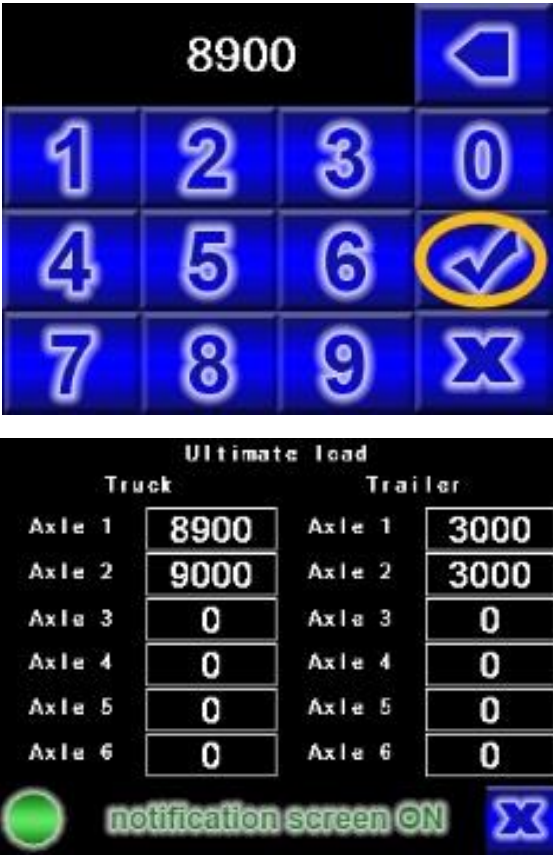 8900
1 2 3 0
4 5 6
7 8 9 X
Ultimate load
Truck Trailer
Axle 1 8900 Axle 1 3000
Axle 2 9000 Axle 2 3000
Axle 3 0 Axle 3 0
Axle 4 0 Axle 4 0
Axle 5 0 Axle 5 0
Axle 6 0 Axle 6 0
notification screen ON X